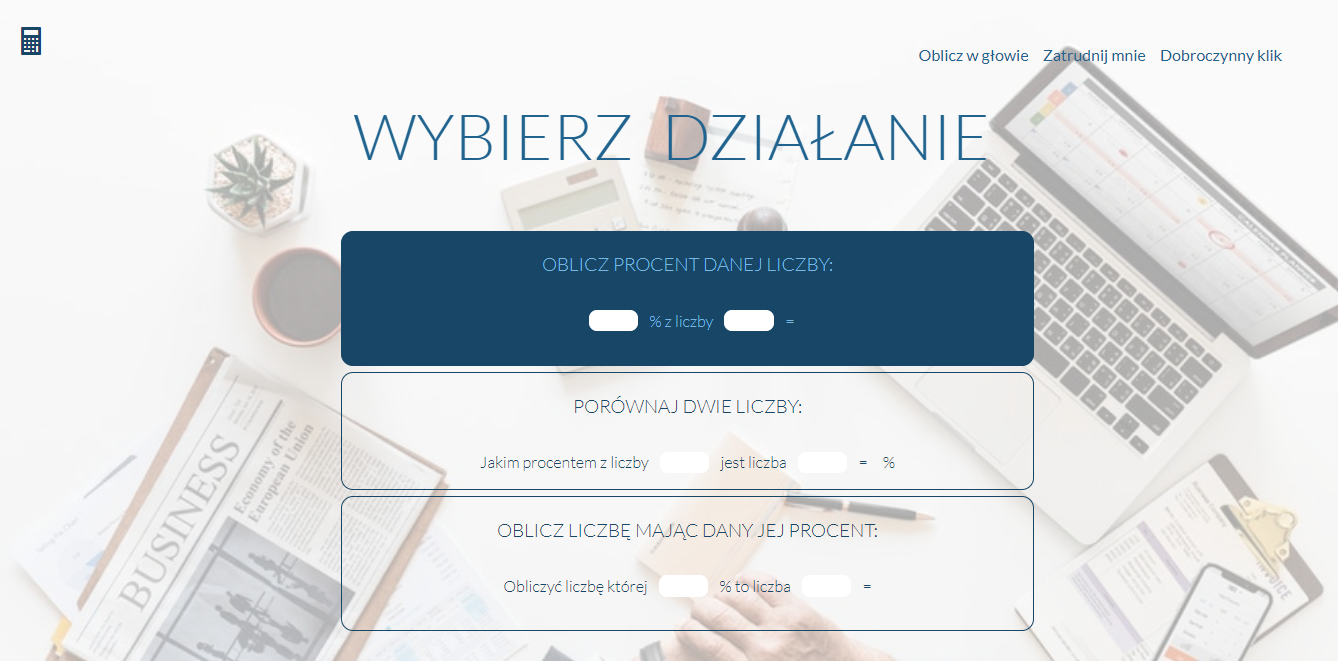 Oblicz w głowie Zatrudnij mnie Dobroczynny klik
WYBIERZ DZIAŁANIE
OBLICZ PROCENT DANEJ LICZBY:
% z liczby =
PORÓWNAJ DWIE LICZBY:
Jakim procentem z liczby jest liczba = %
OBLICZ LICZBĘ MAJĄC DANY JEJ PROCENT:
Obliczyć liczbę której % to liczba =
BUSINESS
Economy of the
European Union
INVOICE